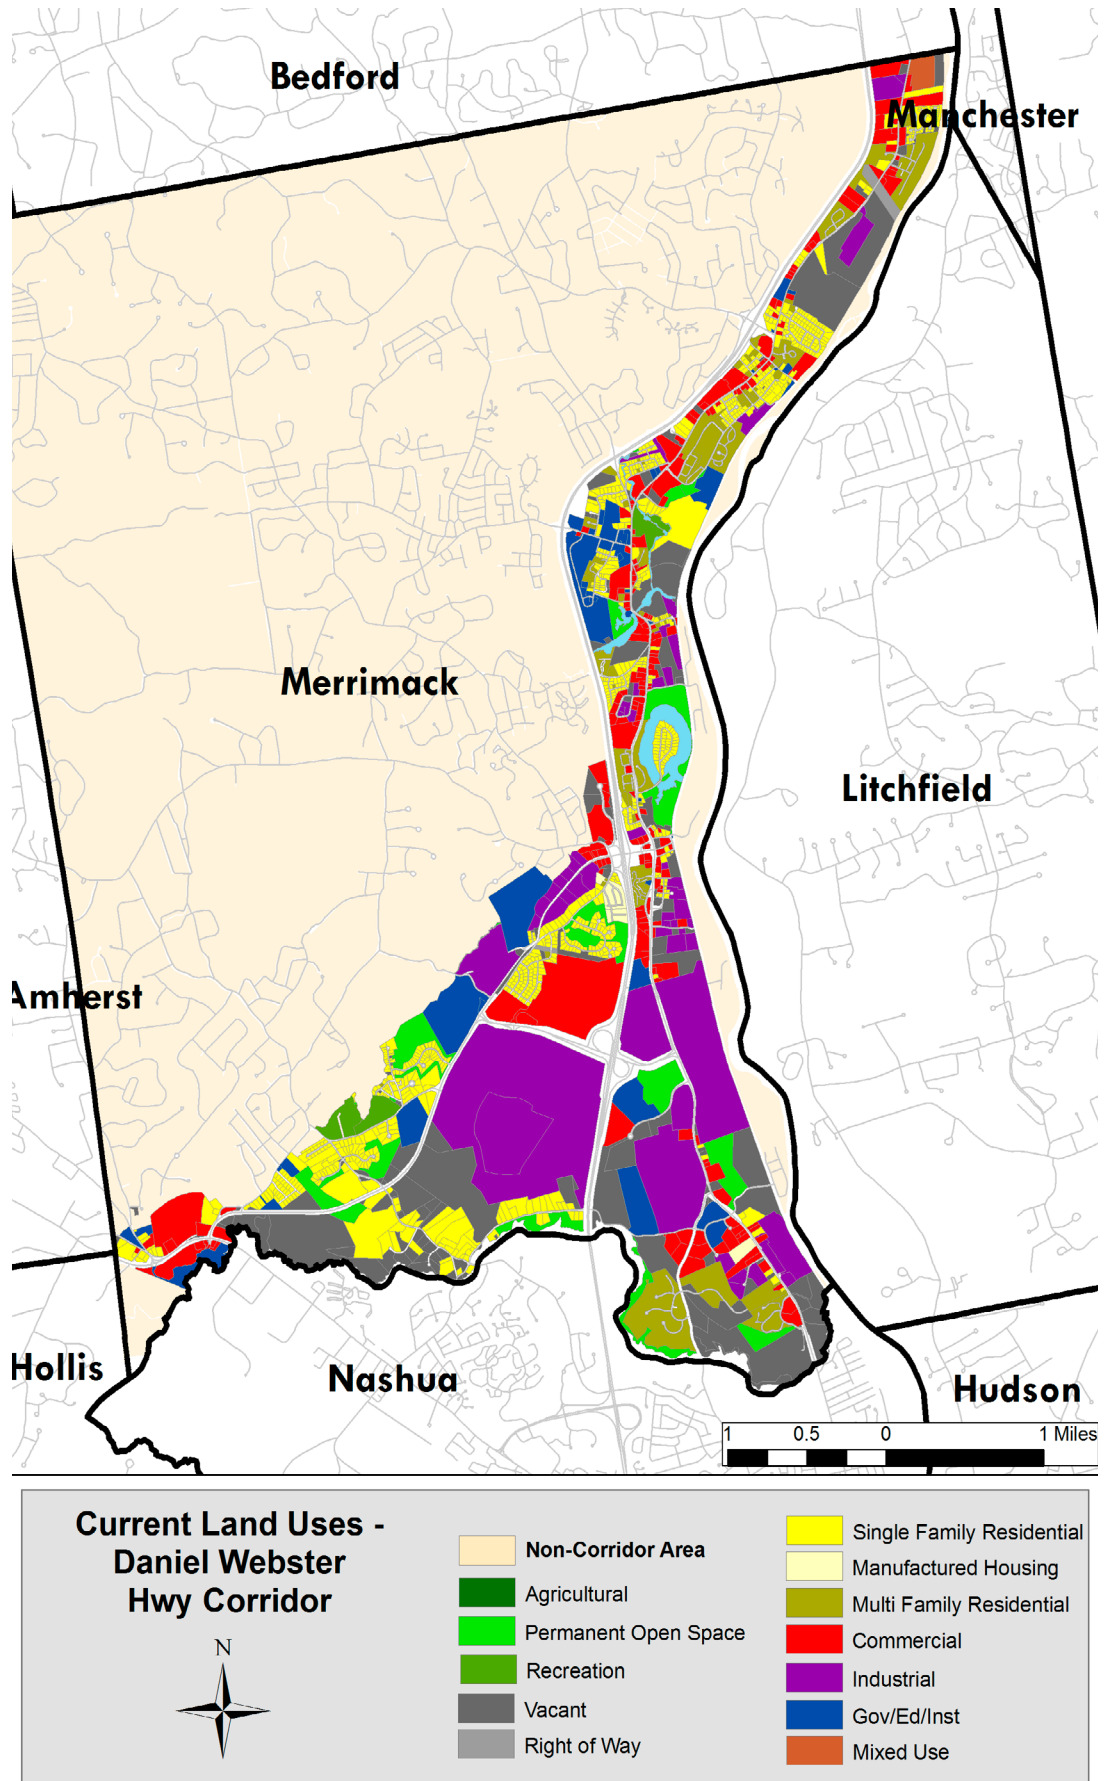 Bedford
Manchester
Merrimack
Litchfield
Amherst
Hollis
Nashua
Hudson
1 0.5 0 1 Miles
Current Land Uses -
Daniel Webster
Hwy Corridor
N
Non-Corridor Area
Agricultural
Permanent Open Space
Recreation
Vacant
Right of Way
Single Family Residential
Manufactured Housing
Multi Family Residential
Commercial
Industrial
Gov/Ed/Inst
Mixed Use